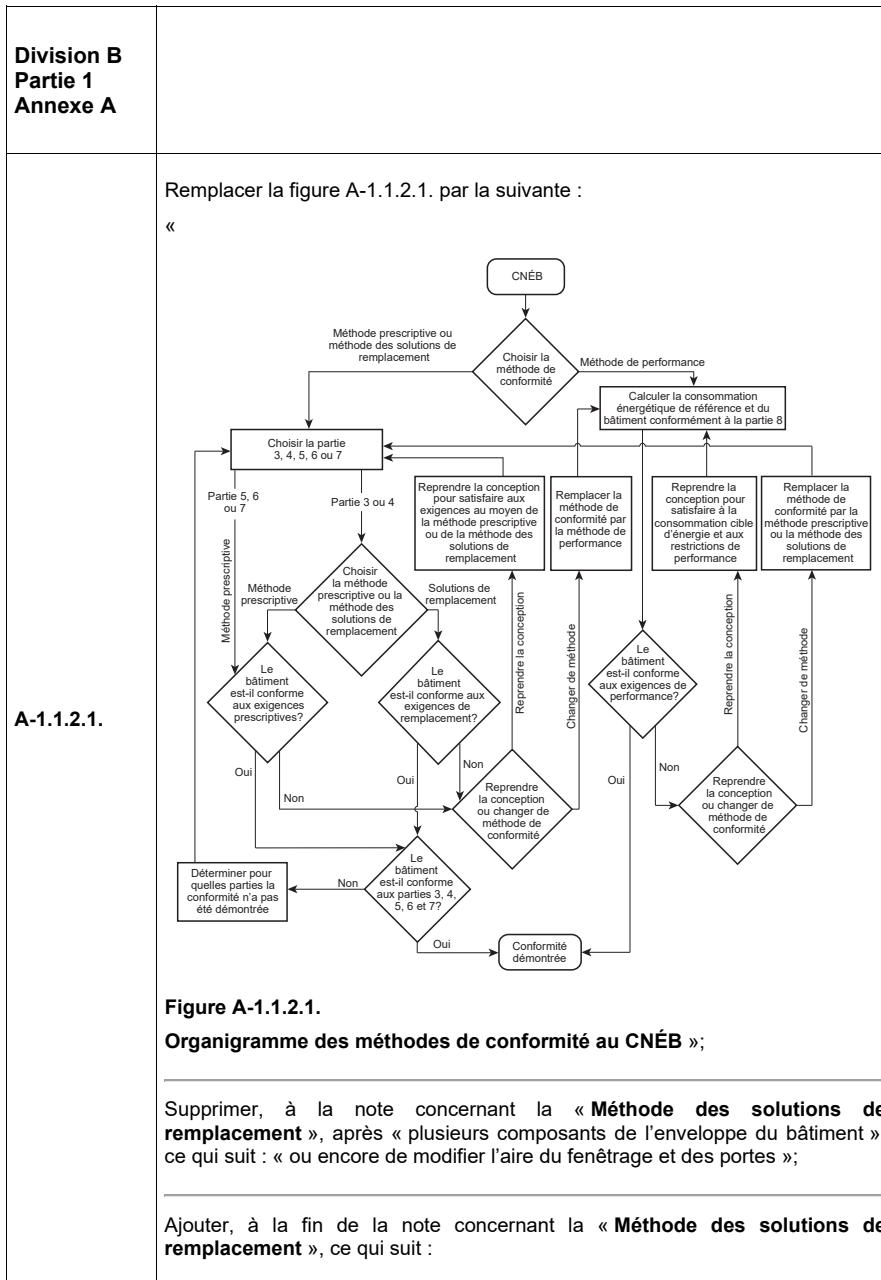 Division B
Partie 1
Annexe A
A-1.1.2.1.
Remplacer la figure A-1.1.2.1. par la suivante :
«
CNÉB
Méthode prescriptive ou
méthode des solutions de
remplacement
Choisir la
méthode de
conformité
Méthode de performance
Calculer la consommation
énergétique de référence et du
bâtiment conformément à la partie 8
Choisir la partie
3, 4, 5, 6 ou 7
Partie 5, 6
ou 7
Partie 3 ou 4
Reprendre la conception
pour satisfaire aux
exigences au moyen de
la méthode prescriptive
ou de la méthode des
solutions de
remplacement
Remplacer la
méthode de
conformité par
la méthode de
performance
Reprendre la
conception pour
satisfaire à la
consommation cible
d'énergie et aux
restrictions de
performance
Remplacer la
méthode de
conformité par la
méthode prescriptive
ou la méthode des
solutions de
remplacement
Méthode prescriptive
Méthode
prescriptive
Choisir
la méthode
prescriptive ou la
méthode des
solutions de
remplacement
Solutions de
remplacement
Le
bâtiment
est-il conforme
aux exigences
prescriptives?
Le
bâtiment
est-il conforme aux
exigences de
remplacement?
Reprendre la conception
Changer de méthode
Le
bâtiment
est-il conforme
aux exigences de
performance?
Reprendre la conception
Changer de méthode
Oui
Non
Oui
Non
Reprendre
la conception
ou changer de
méthode de
conformité
Oui
Non
Reprendre
la conception
ou changer de
méthode de
conformité
Déterminer pour
quelles parties la
conformité n'a pas
été démontrée
Non
Le
bâtiment
est-il conforme
aux parties 3, 4,
5, 6 et 7?
Oui
Conformité
démontrée
Figure A-1.1.2.1.
Organigramme des méthodes de conformité au CNÉB »;
Supprimer, à la note concernant la « Méthode des solutions de
remplacement », après « plusieurs composants de l'enveloppe du bâtiment »
ce qui suit : « ou encore de modifier l'aire du fenêtrage et des portes »;
Ajouter, à la fin de la note concernant la « Méthode des solutions de
remplacement », ce qui suit :